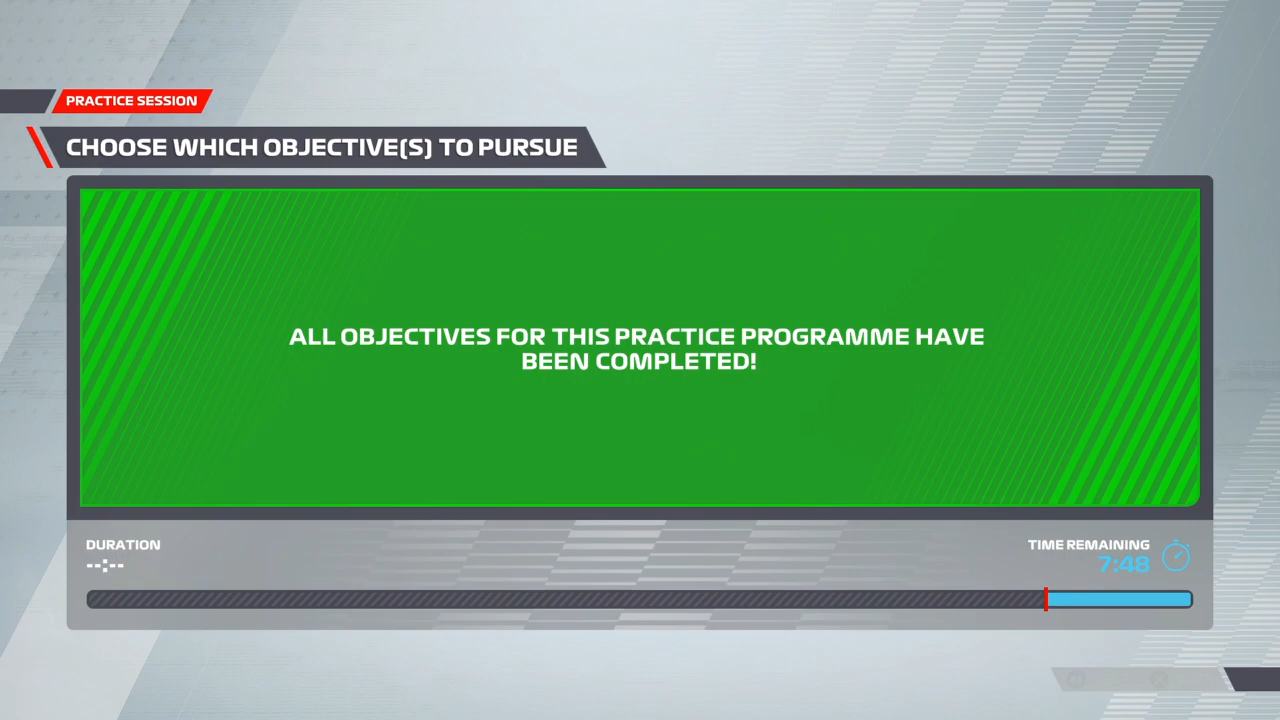 PRACTICE SESSION
CHOOSE WHICH OBJECTIVE(S) TO PURSUE
ALL OBJECTIVES FOR THIS PRACTICE PROGRAMME HAVE
BEEN COMPLETED!
DURATION
--:--
TIME REMAINING
7:48